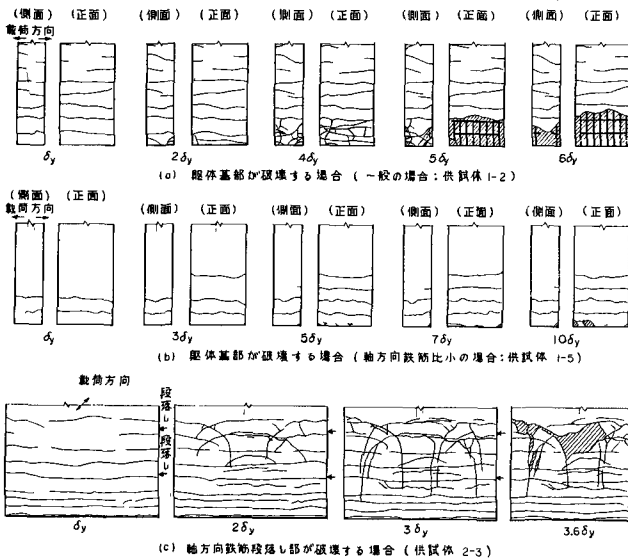 (側面) (正面) (側面) (正面) (側面) (正面) (側面) (正面) (側面) (正面)
載荷方向
δy 2δy 4δy 5δy 6δy
(a) 躯体基部が破壊する場合 (一般の場合:供試体 1-2)
(側面) (正面) (側面) (正面) (側面) (正面) (側面) (正面) (側面) (正面)
載荷方向
δy 3δy 5δy 7δy 10δy
(b) 躯体基部が破壊する場合 (軸方向鉄筋比小の場合:供試体 1-5)
載荷方向
段落し
段落し
δy 2δy 3δy 3.6δy
(c) 軸方向鉄筋段落し部が破壊する場合 (供試体 2-3)